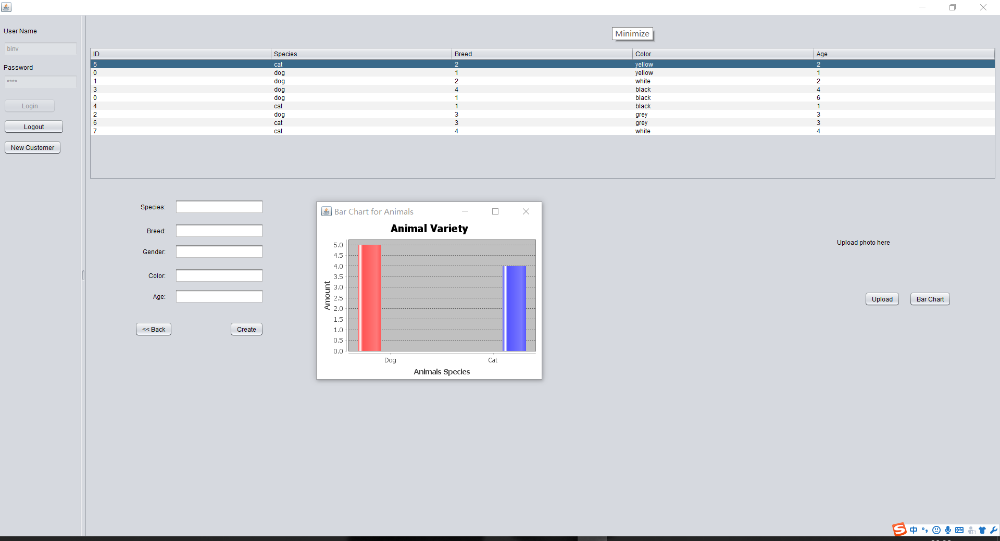 User Name
binv
Password
****
Login
Logout
New Customer
Minimize
ID Species Breed Color Age
5 cat 2 yellow 2
0 dog 1 yellow 1
1 dog 2 white 2
3 dog 4 black 4
0 dog 1 black 6
4 cat 1 black 1
2 dog 3 grey 3
6 cat 3 grey 3
7 cat 4 white 4
Species:
Breed:
Gender:
Color:
Age:
<< Back
Create
Bar Chart for Animals
Animal Variety
Amount
5.0
4.5
4.0
3.5
3.0
2.5
2.0
1.5
1.0
0.5
0.0
Dog Cat
Animals Species
Upload photo here
Upload
Bar Chart
S 中